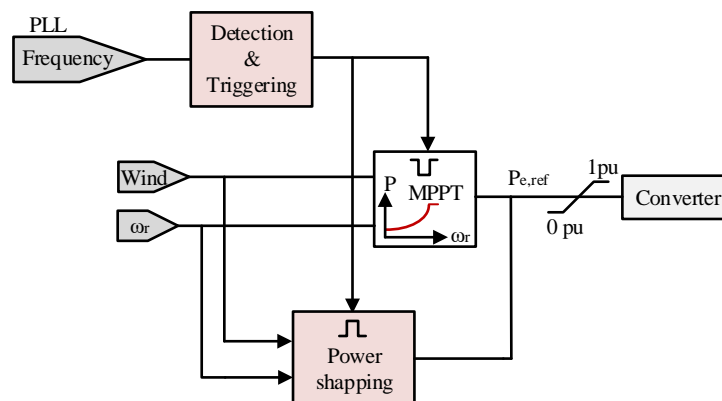 PLL
Frequency
Detection
&
Triggering
Wind
ωr
P
MPPT
ωr
Pe,ref
1pu
0 pu
Converter
Power
shapping